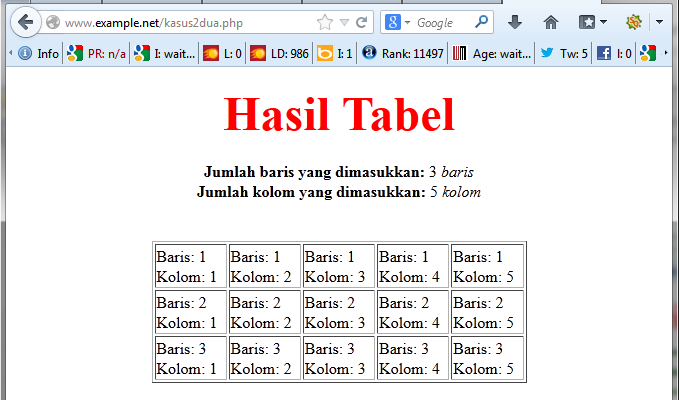 www.example.net/kasus2dua.php
Google
Info PR: n/a I: wait... L: 0 LD: 986 I: 1 Rank: 11497 Age: wait... Tw: 5 I: 0
Hasil Tabel
Jumlah baris yang dimasukkan: 3 baris
Jumlah kolom yang dimasukkan: 5 kolom
Baris: 1 Baris: 1 Baris: 1 Baris: 1 Baris: 1
Kolom: 1 Kolom: 2 Kolom: 3 Kolom: 4 Kolom: 5
Baris: 2 Baris: 2 Baris: 2 Baris: 2 Baris: 2
Kolom: 1 Kolom: 2 Kolom: 3 Kolom: 4 Kolom: 5
Baris: 3 Baris: 3 Baris: 3 Baris: 3 Baris: 3
Kolom: 1 Kolom: 2 Kolom: 3 Kolom: 4 Kolom: 5